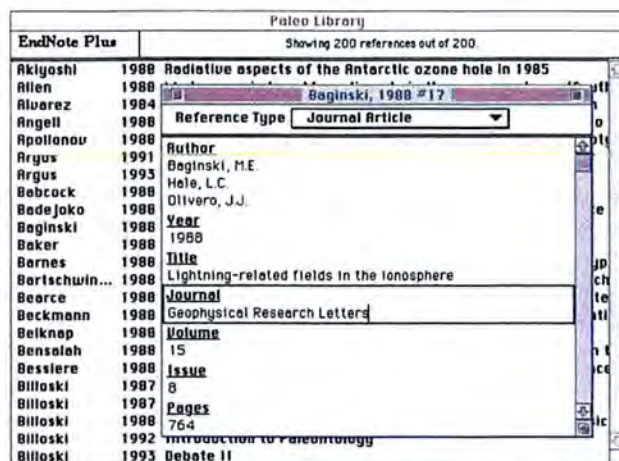 Paleo Library
EndNote Plus
Showing 200 references out of 200.
Akiyoshi 1988 Radiative aspects of the Antarctic ozone hole in 1985
Allen 1988
Alvarez 1984
Angell 1988
Apollonov 1988
Argus 1991
Argus 1993
Babcock 1988
Badejoko 1988
Baginski 1988
Baker 1988
Barnes 1988
Bartschwin... 1988
Bearce 1988
Beckmann 1988
Belknap 1988
Bensalah 1988
Bessiere 1988
Billoski 1987
Billoski 1987
Billoski 1988
Billoski 1992 Introduction to Paleontology
Billoski 1993 Debate II
Baginski, 1988 #17
Reference Type Journal Article
Author
Baginski, M.E.
Hale, L.C.
Olivero, J.J.
Year
1988
Title
Lightning-related fields in the ionosphere
Journal
Geophysical Research Letters
Volume
15
Issue
8
Pages
764